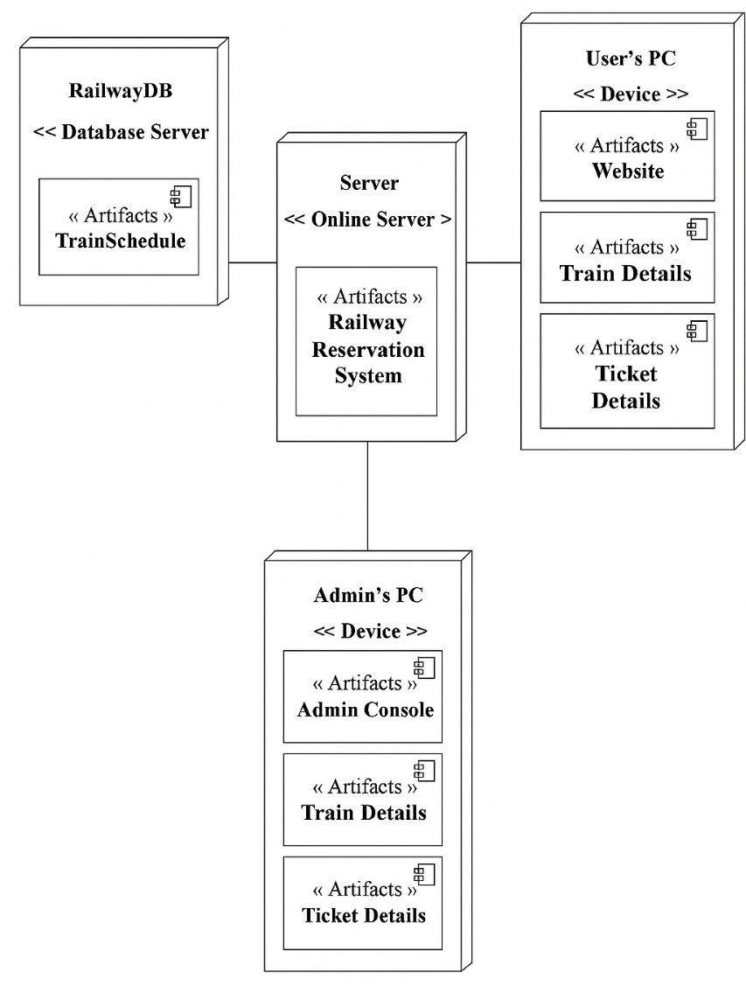 RailwayDB
<< Database Server
« Artifacts »
TrainSchedule
Server
<< Online Server >
« Artifacts »
Railway
Reservation
System
User’s PC
<< Device >>
« Artifacts »
Website
« Artifacts »
Train Details
« Artifacts »
Ticket
Details
Admin’s PC
<< Device >>
« Artifacts »
Admin Console
« Artifacts »
Train Details
« Artifacts »
Ticket Details